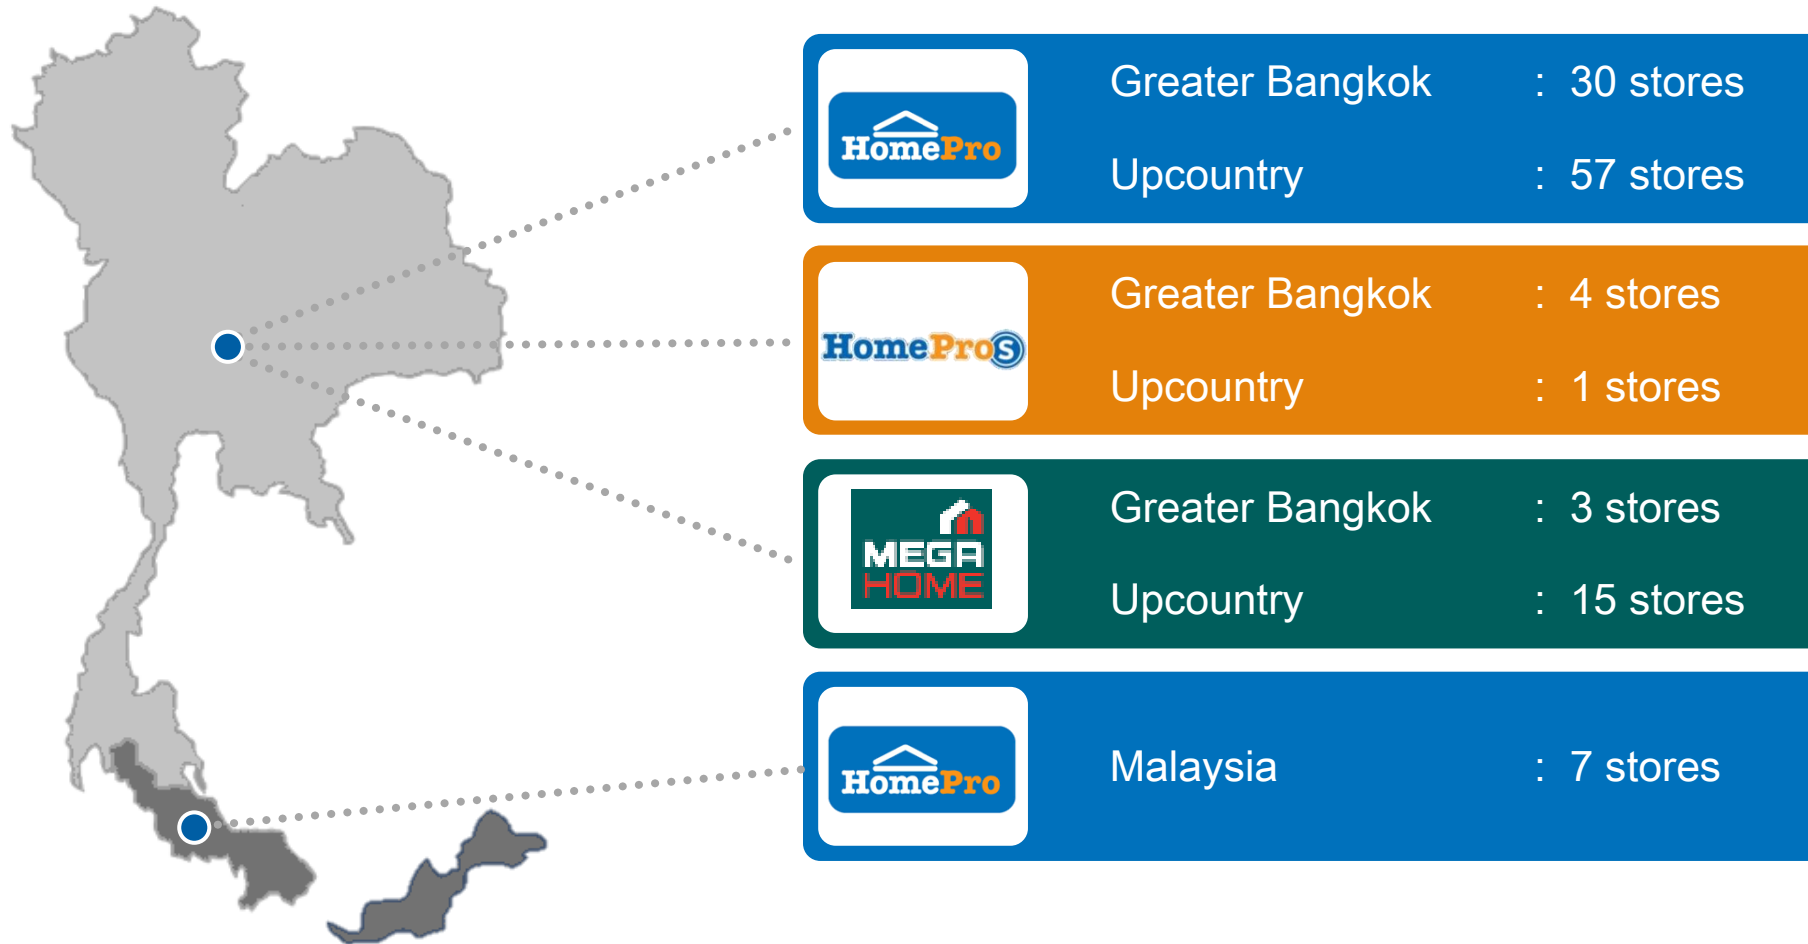 HomePro
Greater Bangkok : 30 stores
Upcountry : 57 stores
HomePro S
Greater Bangkok : 4 stores
Upcountry : 1 stores
MEGA
HOME
Greater Bangkok : 3 stores
Upcountry : 15 stores
HomePro
Malaysia : 7 stores